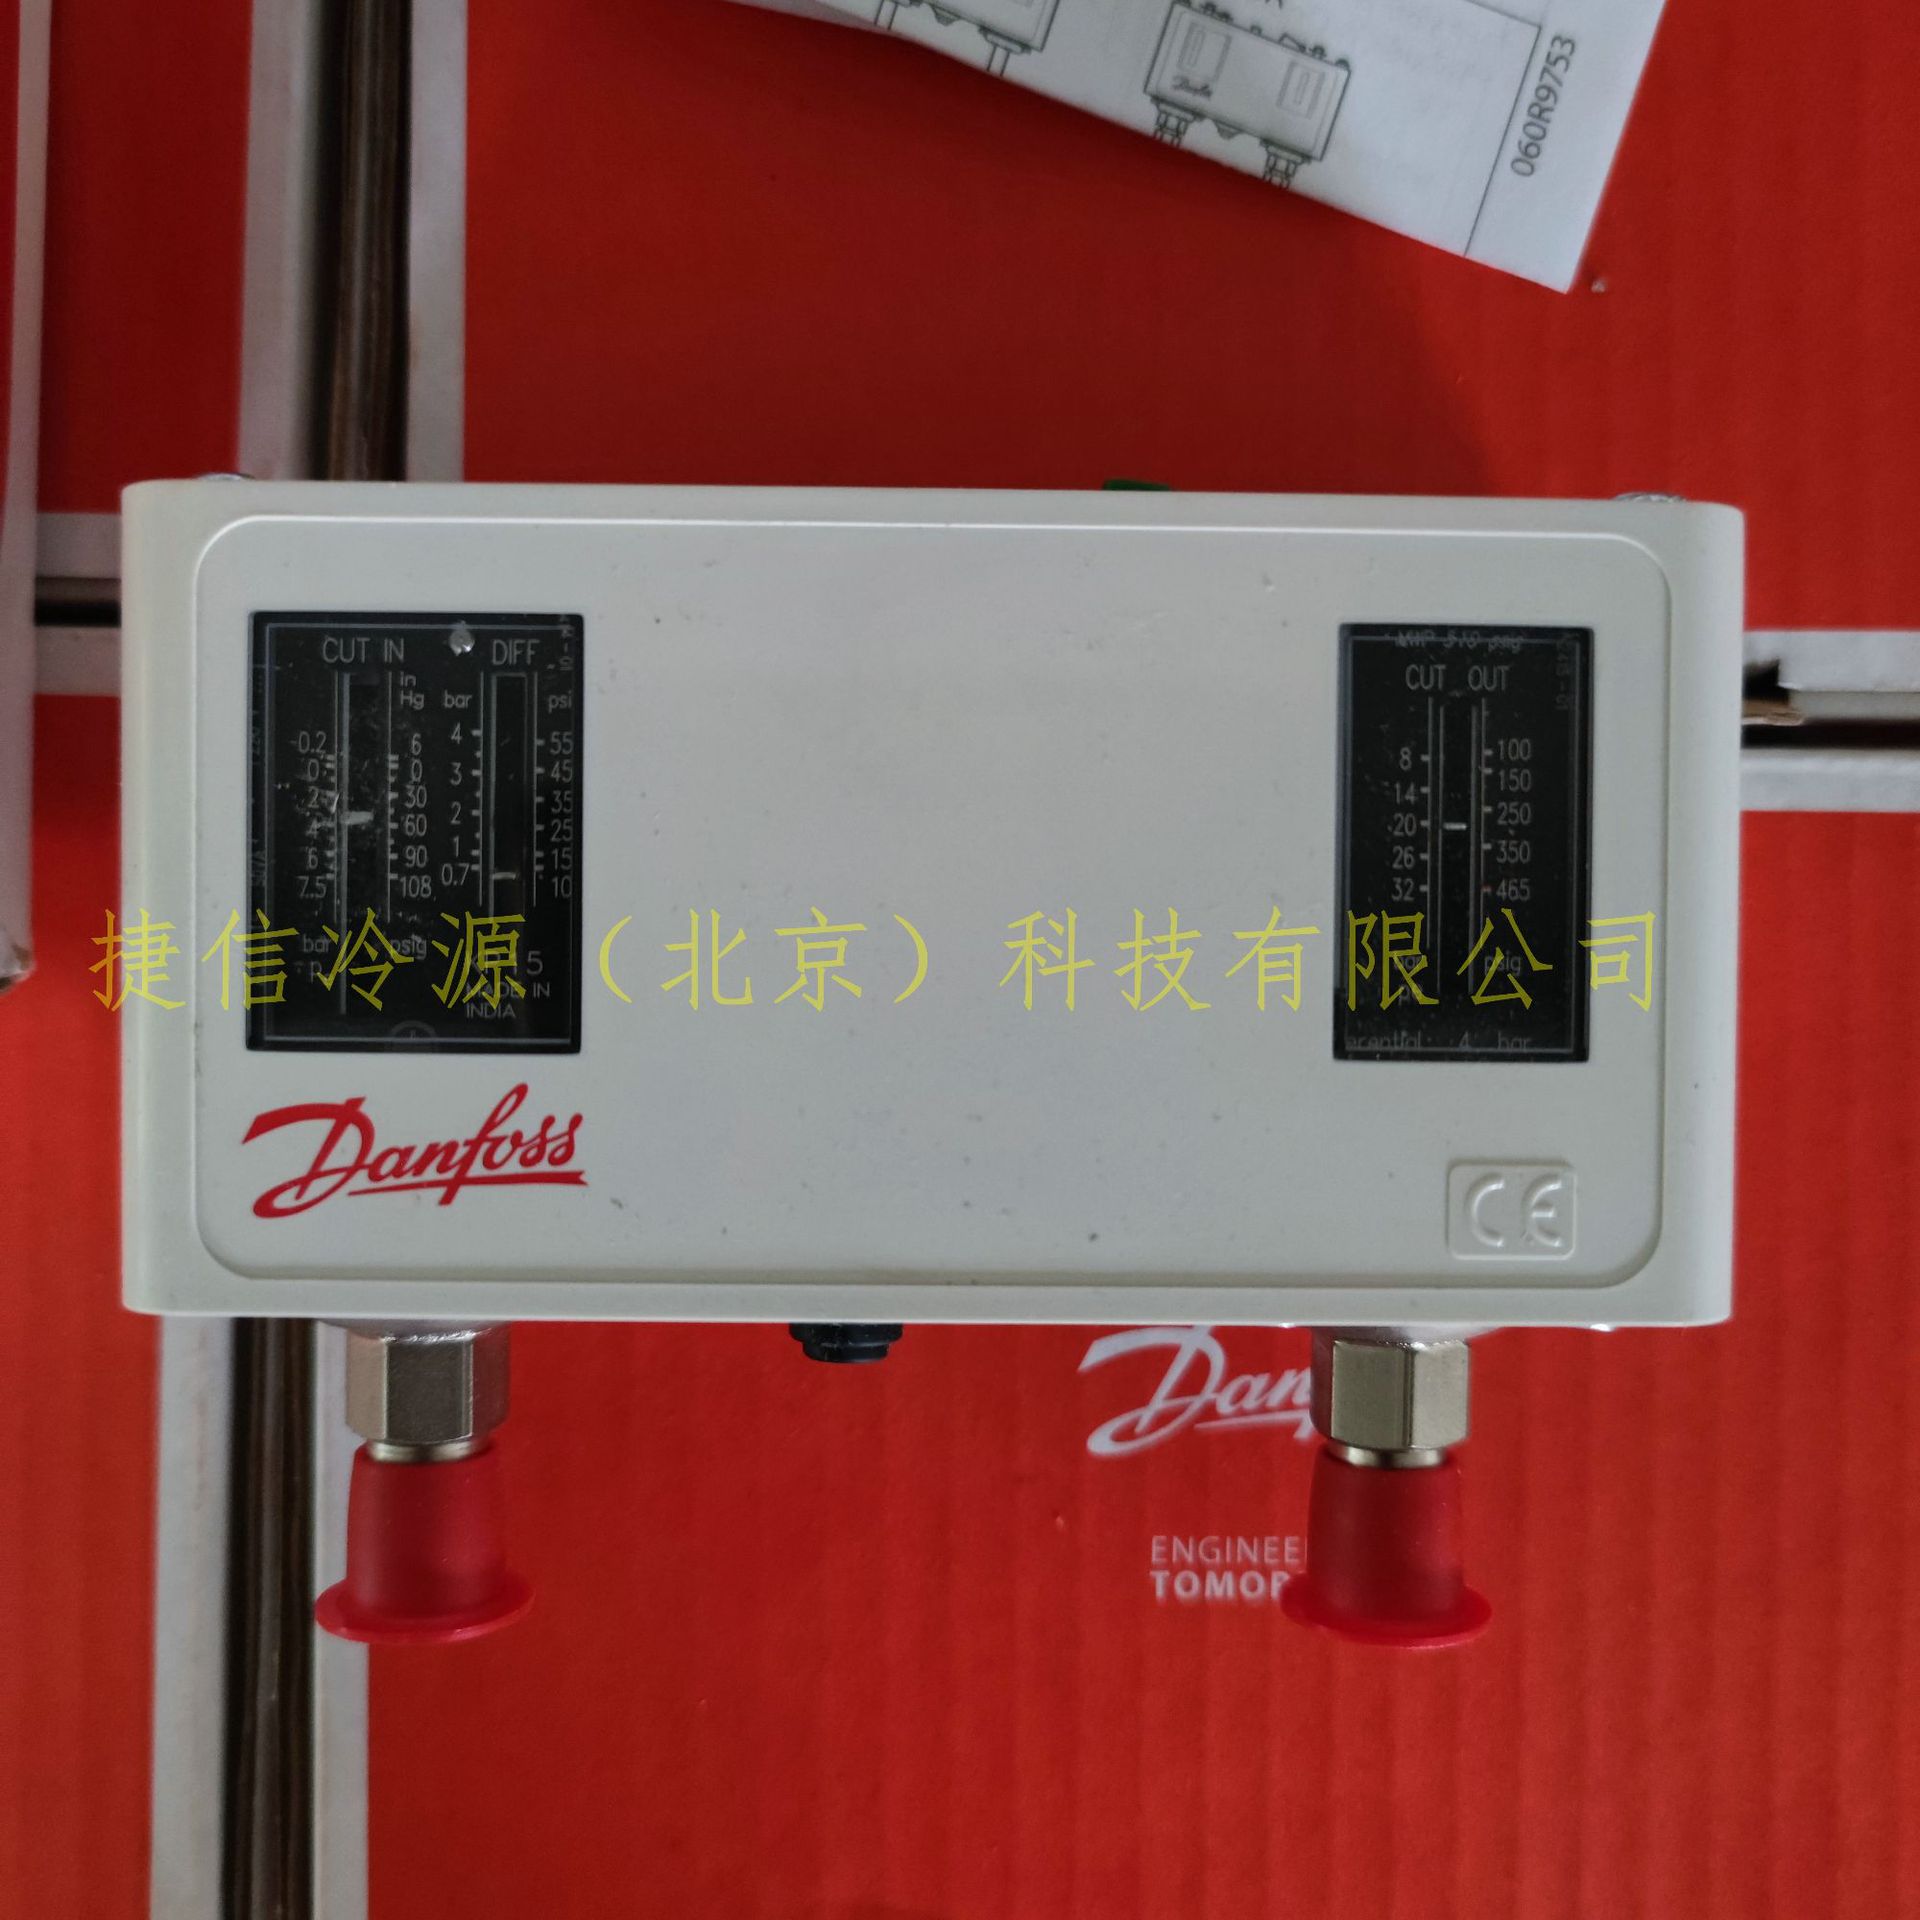 Danfoss
060R9753
CUT IN
DIFF
in
Hg
bar
psi
-0.2
6
4
55
0
0
3
45
2
30
2
35
4
60
1
25
6
90
0.7
15
7.5
108
10
bar
psig
MADE IN
INDIA
psig
CUT OUT
8
100
14
150
20
250
26
350
32
465
psig
4 bar
捷信冷源（北京）科技有限公司
Danfoss
CE
ENGINEE
TOMOR